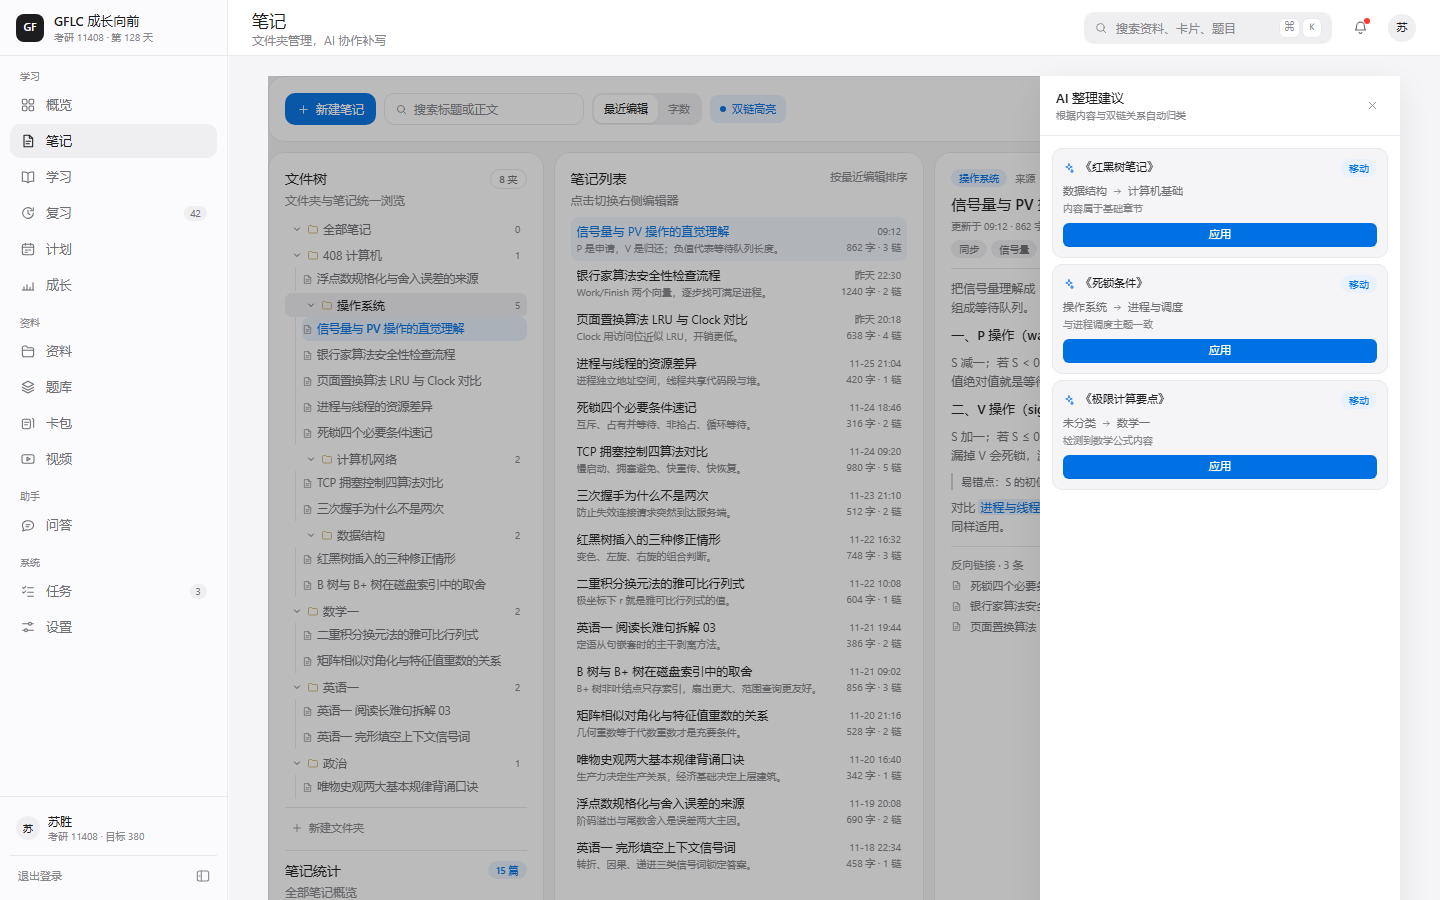 GF
GFLC 成长向前
考研 11408 · 第 128 天
学习
概览
笔记
学习
复习
42
计划
成长
资料
资料
题库
卡包
视频
助手
问答
系统
任务
3
设置
苏
苏胜
考研 11408 · 目标 380
退出登录
笔记
文件夹管理，AI 协作补写
搜索资料、卡片、题目
⌘
K
苏
新建笔记
搜索标题或正文
最近编辑
字数
双链高亮
文件树
8 夹
文件夹与笔记统一浏览
全部笔记
0
408 计算机
1
浮点数规格化与舍入误差的来源
操作系统
5
信号量与 PV 操作的直觉理解
银行家算法安全性检查流程
页面置换算法 LRU 与 Clock 对比
进程与线程的资源差异
死锁四个必要条件速记
计算机网络
2
TCP 拥塞控制四算法对比
三次握手为什么不是两次
数据结构
2
红黑树插入的三种修正情形
B 树与 B+ 树在磁盘索引中的取舍
数学一
2
二重积分换元法的雅可比行列式
矩阵相似对角化与特征值重数的关系
英语一
2
英语一 阅读长难句拆解 03
英语一 完形填空上下文信号词
政治
1
唯物史观两大基本规律背诵口诀
新建文件夹
笔记统计
15 篇
全部笔记概览
笔记列表
按最近编辑排序
点击切换右侧编辑器
信号量与 PV 操作的直觉理解
09:12
P 是申请，V 是归还；负值代表等待队列长度。
862 字 · 3 链
银行家算法安全性检查流程
昨天 22:30
Work/Finish 两个向量，逐步找可满足进程。
1240 字 · 2 链
页面置换算法 LRU 与 Clock 对比
昨天 20:18
Clock 用访问位近似 LRU，开销更低。
638 字 · 4 链
进程与线程的资源差异
11-25 21:04
进程独立地址空间，线程共享代码段与堆。
420 字 · 1 链
死锁四个必要条件速记
11-24 18:46
互斥、占有并等待、非抢占、循环等待。
316 字 · 2 链
TCP 拥塞控制四算法对比
11-24 09:20
慢启动、拥塞避免、快重传、快恢复。
980 字 · 5 链
三次握手为什么不是两次
11-23 21:10
防止失效连接请求突然到达服务端。
512 字 · 2 链
红黑树插入的三种修正情形
11-22 16:32
变色、左旋、右旋的组合判断。
748 字 · 3 链
二重积分换元法的雅可比行列式
11-22 10:08
极坐标下 r 就是雅可比行列式的值。
604 字 · 1 链
英语一 阅读长难句拆解 03
11-21 19:44
定语从句嵌套时的主干剥离方法。
386 字 · 2 链
B 树与 B+ 树在磁盘索引中的取舍
11-21 09:02
B+ 树非叶结点只存索引，扇出更大、范围查询更友好。
856 字 · 3 链
矩阵相似对角化与特征值重数的关系
11-20 21:16
几何重数等于代数重数才是充要条件。
528 字 · 2 链
唯物史观两大基本规律背诵口诀
11-20 16:40
生产力决定生产关系，经济基础决定上层建筑。
342 字 · 1 链
浮点数规格化与舍入误差的来源
11-19 20:08
阶码溢出与尾数舍入是误差两大主因。
690 字 · 2 链
英语一 完形填空上下文信号词
11-18 22:34
转折、因果、递进三类信号词锁定答案。
458 字 · 1 链
操作系统
来源
信号量与 PV
更新于 09:12 · 862
同步
信号量
把信号量理解成
组成等待队列。
一、P 操作（wa
S 减一；若 S < 0
值绝对值就是等待
二、V 操作（sig
S 加一；若 S ≤ 0
漏掉 V 会死锁，
易错点：S 的初值
对比 进程与线程
同样适用。
反向链接 · 3 条
死锁四个必要条
银行家算法安全
页面置换算法
AI 整理建议
根据内容与双链关系自动归类
《红黑树笔记》
移动
数据结构 → 计算机基础
内容属于基础章节
应用
《死锁条件》
移动
操作系统 → 进程与调度
与进程调度主题一致
应用
《极限计算要点》
移动
未分类 → 数学一
检测到数学公式内容
应用